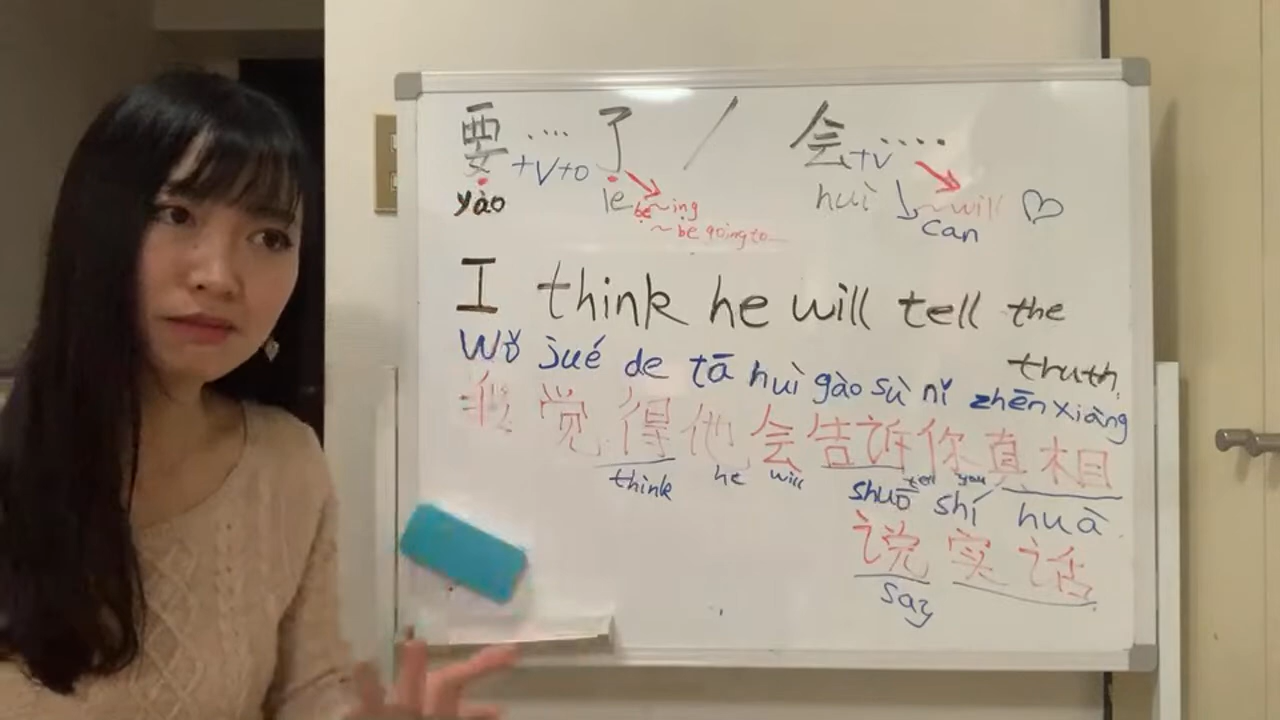 要 .... 了 / 会 ....
+V+o +V
yào le be ~ing huì ~will ♡
~be going to... can
I think he will tell the
truth.
Wǒ jué de tā huì gào sù nǐ zhēn xiàng
我觉得他会告诉你真相
think he will tell you
shuō shí huà
说实话
say